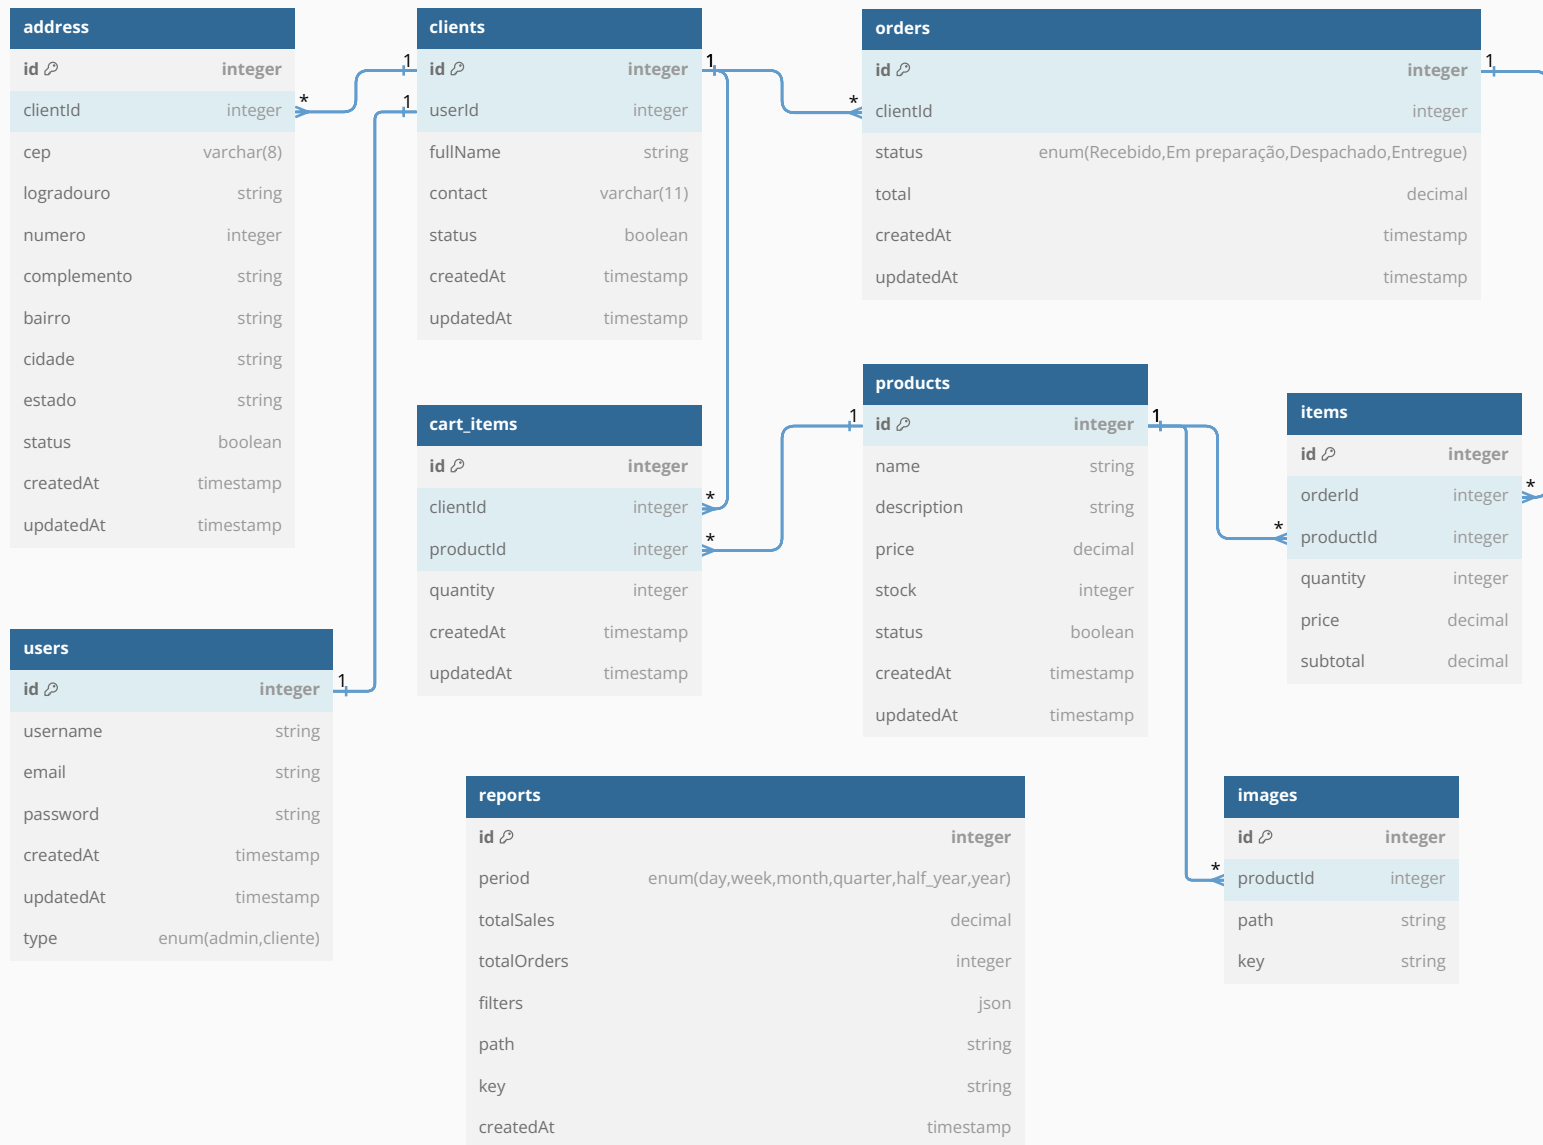 address
id integer
clientId integer
cep varchar(8)
logradouro string
numero integer
complemento string
bairro string
cidade string
estado string
status boolean
createdAt timestamp
updatedAt timestamp
1
*
1
clients
id integer
userId integer
fullName string
contact varchar(11)
status boolean
createdAt timestamp
updatedAt timestamp
1
*
orders
id integer
clientId integer
status enum(Recebido,Em preparação,Despachado,Entregue)
total decimal
createdAt timestamp
updatedAt timestamp
1
cart_items
id integer
clientId integer
productId integer
quantity integer
createdAt timestamp
updatedAt timestamp
*
*
1
products
id integer
name string
description string
price decimal
stock integer
status boolean
createdAt timestamp
updatedAt timestamp
1
*
items
id integer
orderId integer
productId integer
quantity integer
price decimal
subtotal decimal
*
users
id integer
username string
email string
password string
createdAt timestamp
updatedAt timestamp
type enum(admin,cliente)
1
reports
id integer
period enum(day,week,month,quarter,half_year,year)
totalSales decimal
totalOrders integer
filters json
path string
key string
createdAt timestamp
*
images
id integer
productId integer
path string
key string